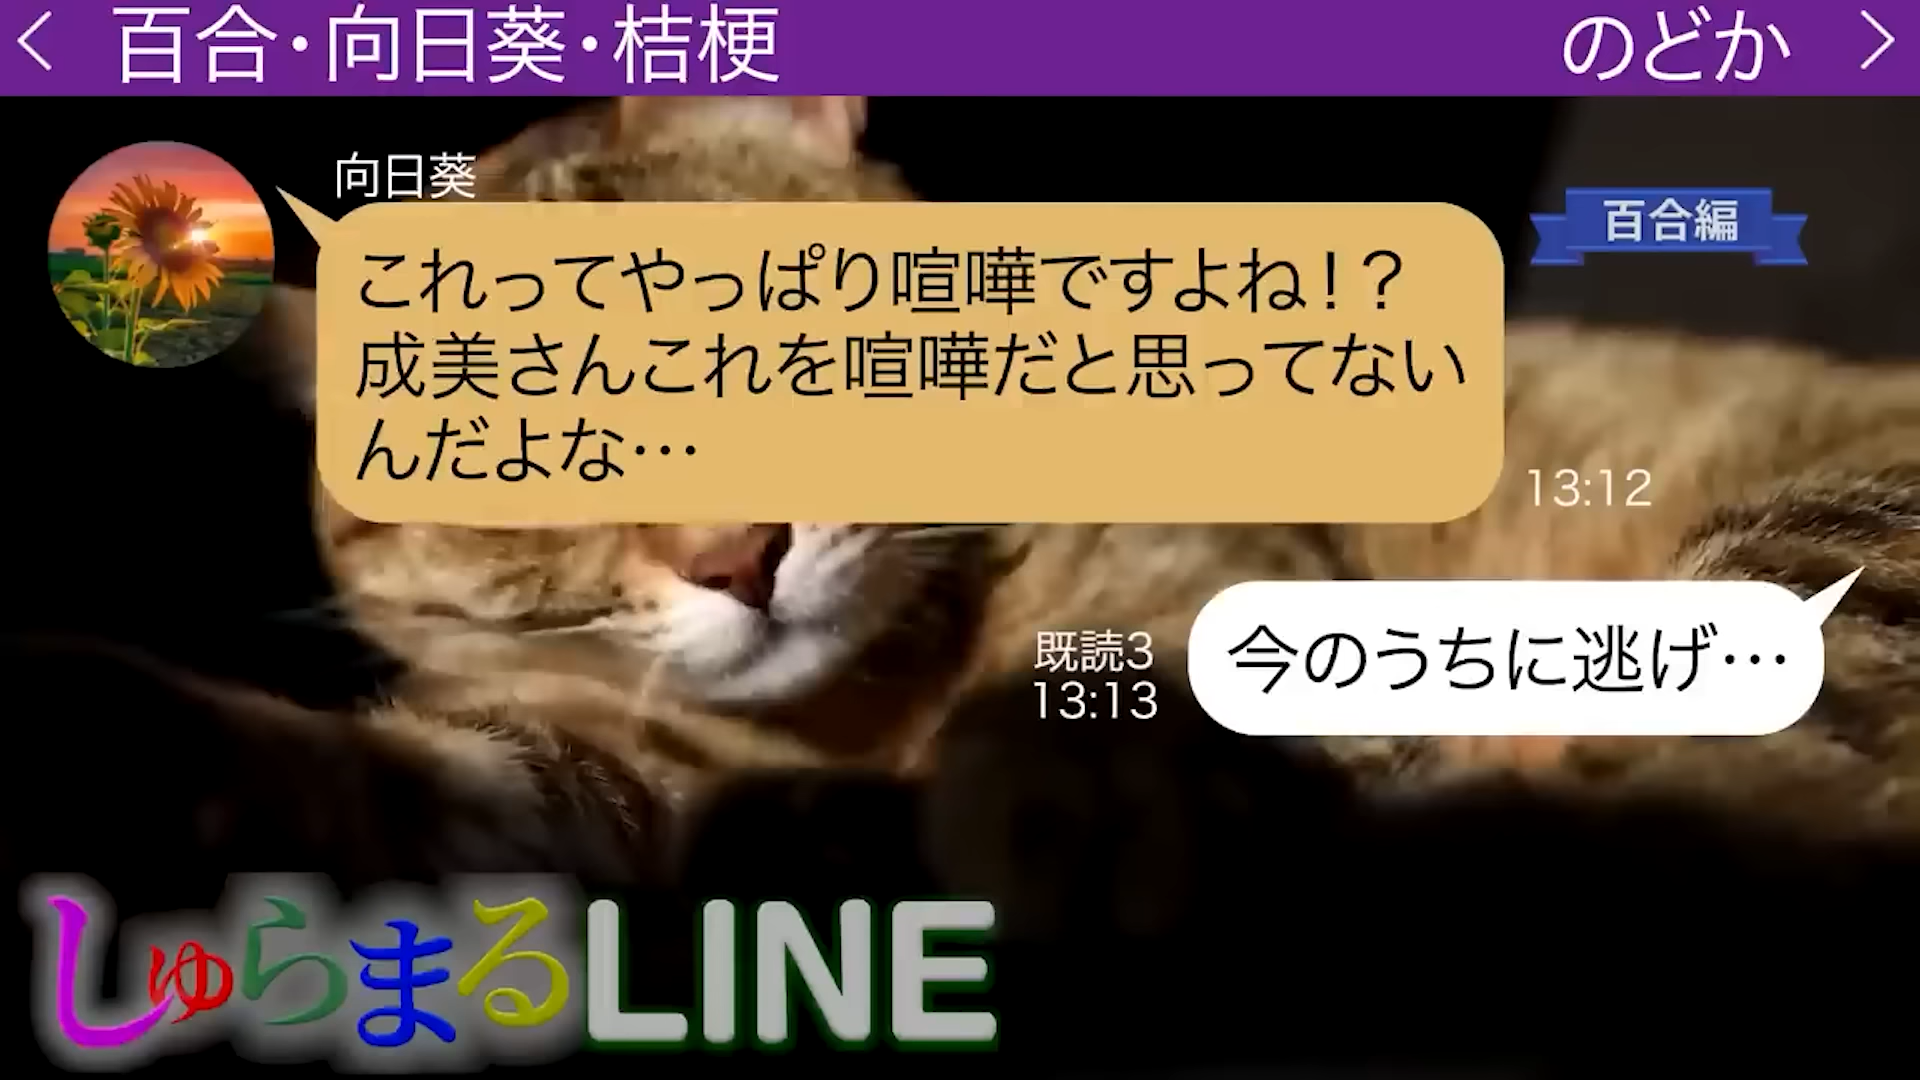 百合・向日葵・桔梗
のどか
向日葵
百合編
これってやっぱり喧嘩ですよね！？
成美さんこれを喧嘩だと思ってない
んだよな…
13:12
今のうちに逃げ…
既読3
13:13
しゅらまるLINE